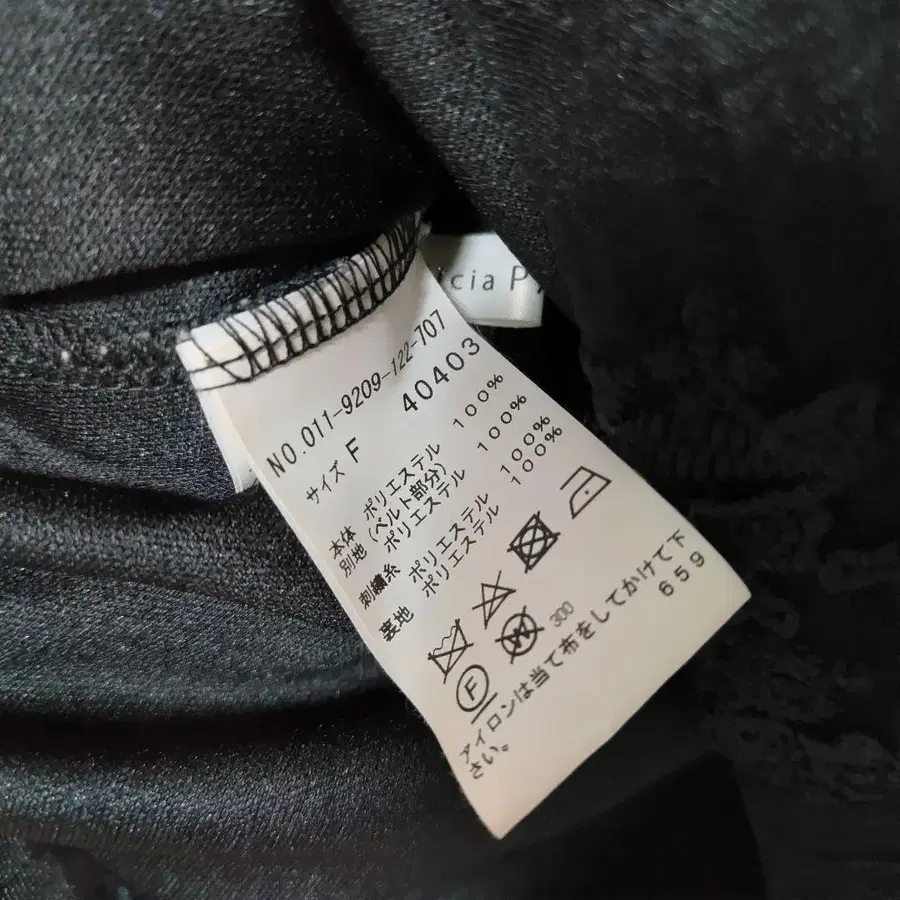 cia P
NO.011-9209-122-707
サイズ F 40403
本体 ポリエステル 100%
別地 (ベルト部分)
ポリエステル 100%
刺繍糸 ポリエステル 100%
裏地 ポリエステル 100%
F W 300
アイロンは当て布をしてかけて下
さい。 659